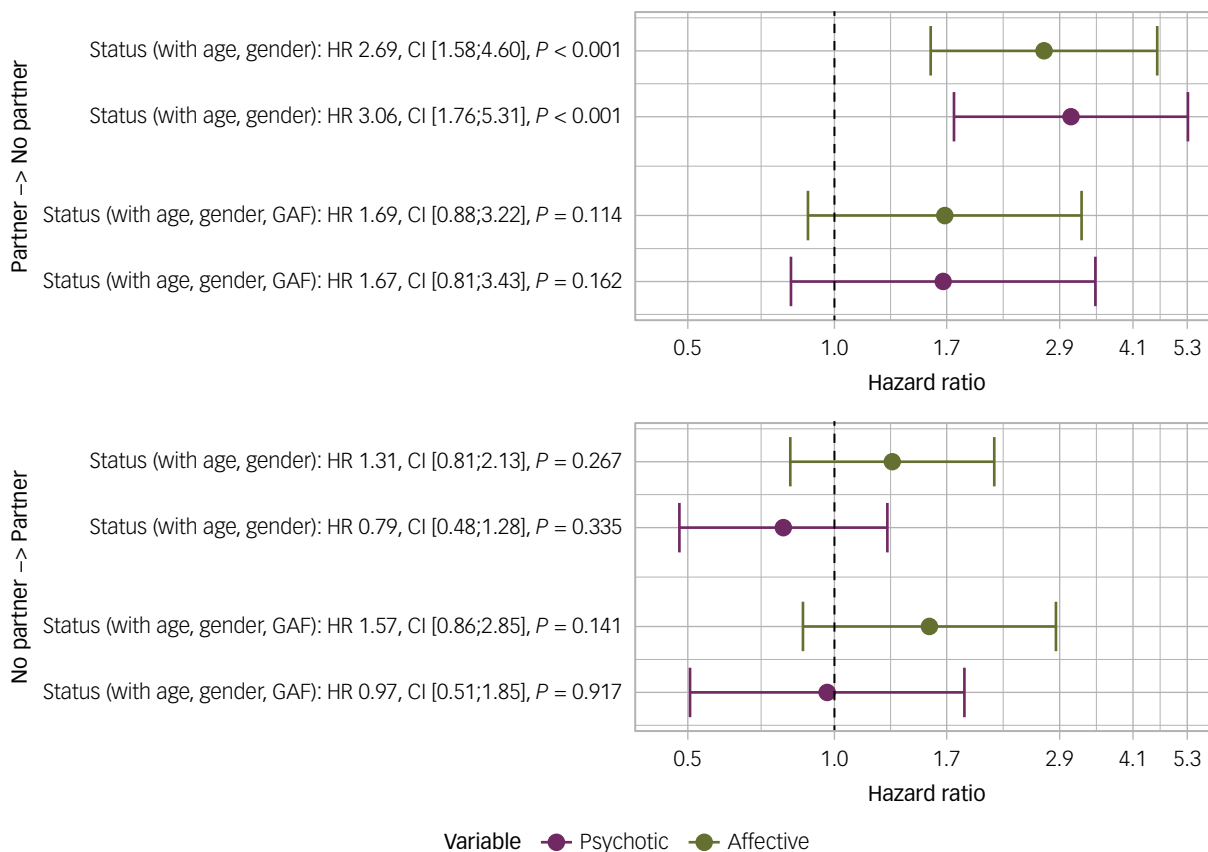 Partner –> No partner
Status (with age, gender): HR 2.69, CI [1.58;4.60], P < 0.001
Status (with age, gender): HR 3.06, CI [1.76;5.31], P < 0.001
Status (with age, gender, GAF): HR 1.69, CI [0.88;3.22], P = 0.114
Status (with age, gender, GAF): HR 1.67, CI [0.81;3.43], P = 0.162
0.5 1.0 1.7 2.9 4.1 5.3
Hazard ratio
No partner –> Partner
Status (with age, gender): HR 1.31, CI [0.81;2.13], P = 0.267
Status (with age, gender): HR 0.79, CI [0.48;1.28], P = 0.335
Status (with age, gender, GAF): HR 1.57, CI [0.86;2.85], P = 0.141
Status (with age, gender, GAF): HR 0.97, CI [0.51;1.85], P = 0.917
0.5 1.0 1.7 2.9 4.1 5.3
Hazard ratio
Variable Psychotic Affective